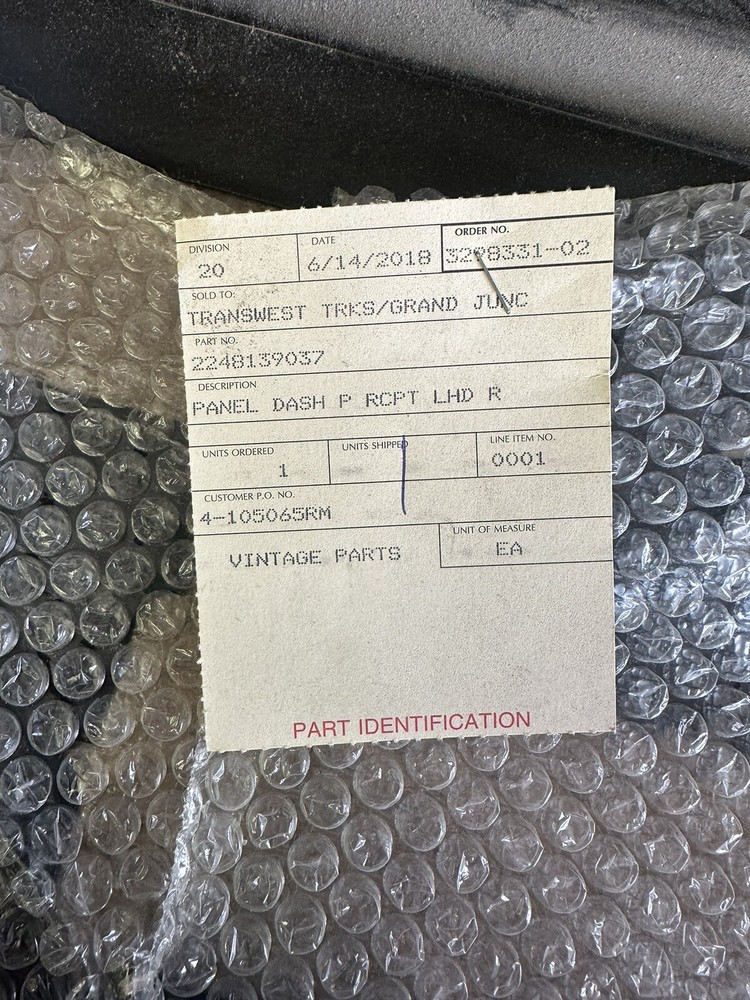 DIVISION
20
DATE
6/14/2018
ORDER NO.
3298331-02
SOLD TO:
TRANSWEST TRKS/GRAND JUNC
PART NO.
2248139037
DESCRIPTION
PANEL DASH P RCPT LHD R
UNITS ORDERED
1
UNITS SHIPPED
LINE ITEM NO.
0001
CUSTOMER P.O. NO.
4-105065RM
VINTAGE PARTS
UNIT OF MEASURE
EA
PART IDENTIFICATION